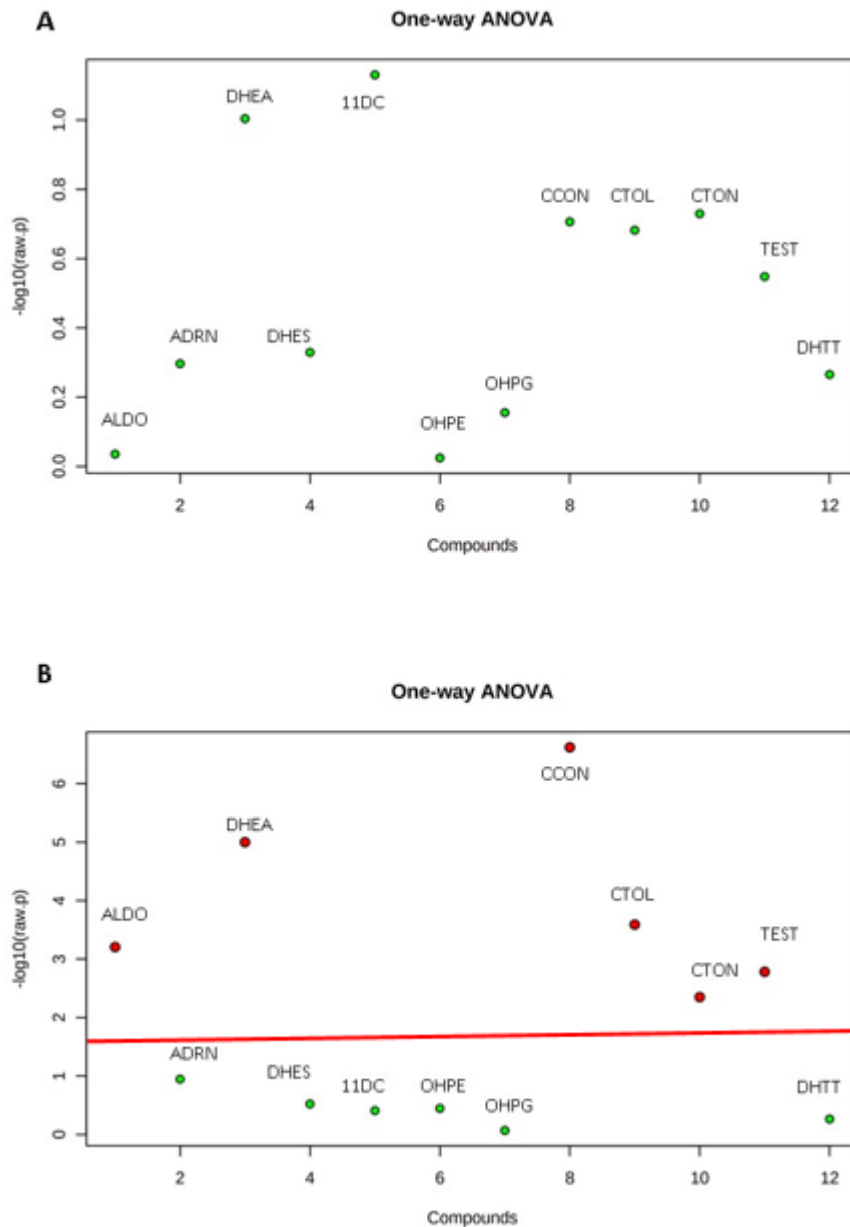 A
One-way ANOVA
DHEA
11DC
CCON
CTOL
CTON
TEST
ADRN
DHES
DHTT
OHPG
ALDO
OHPE
-log10(raw.p)
0.0
0.2
0.4
0.6
0.8
1.0
2
4
6
8
10
12
Compounds
B
One-way ANOVA
CCON
DHEA
ALDO
CTOL
TEST
CTON
ADRN
DHES
11DC
OHPE
OHPG
DHTT
-log10(raw.p)
0
1
2
3
4
5
6
2
4
6
8
10
12
Compounds